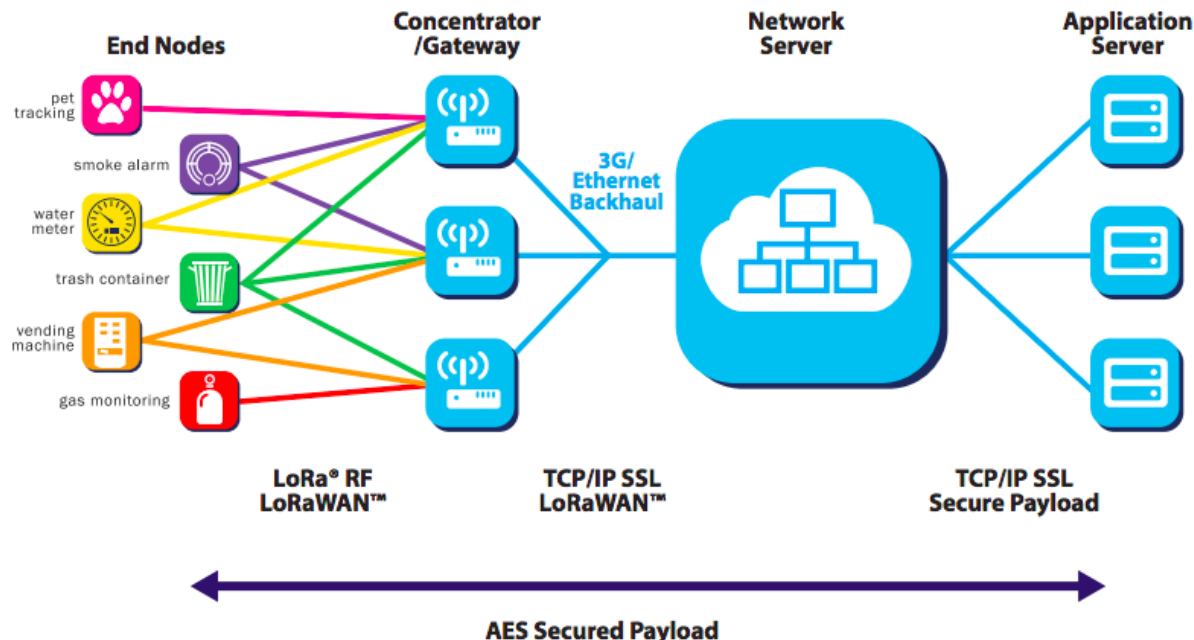 End Nodes
Concentrator
/Gateway
Network
Server
Application
Server
pet
tracking
smoke alarm
water
meter
trash container
vending
machine
gas monitoring
3G/
Ethernet
Backhaul
LoRa® RF
LoRaWAN™
TCP/IP SSL
LoRaWAN™
TCP/IP SSL
Secure Payload
AES Secured Payload